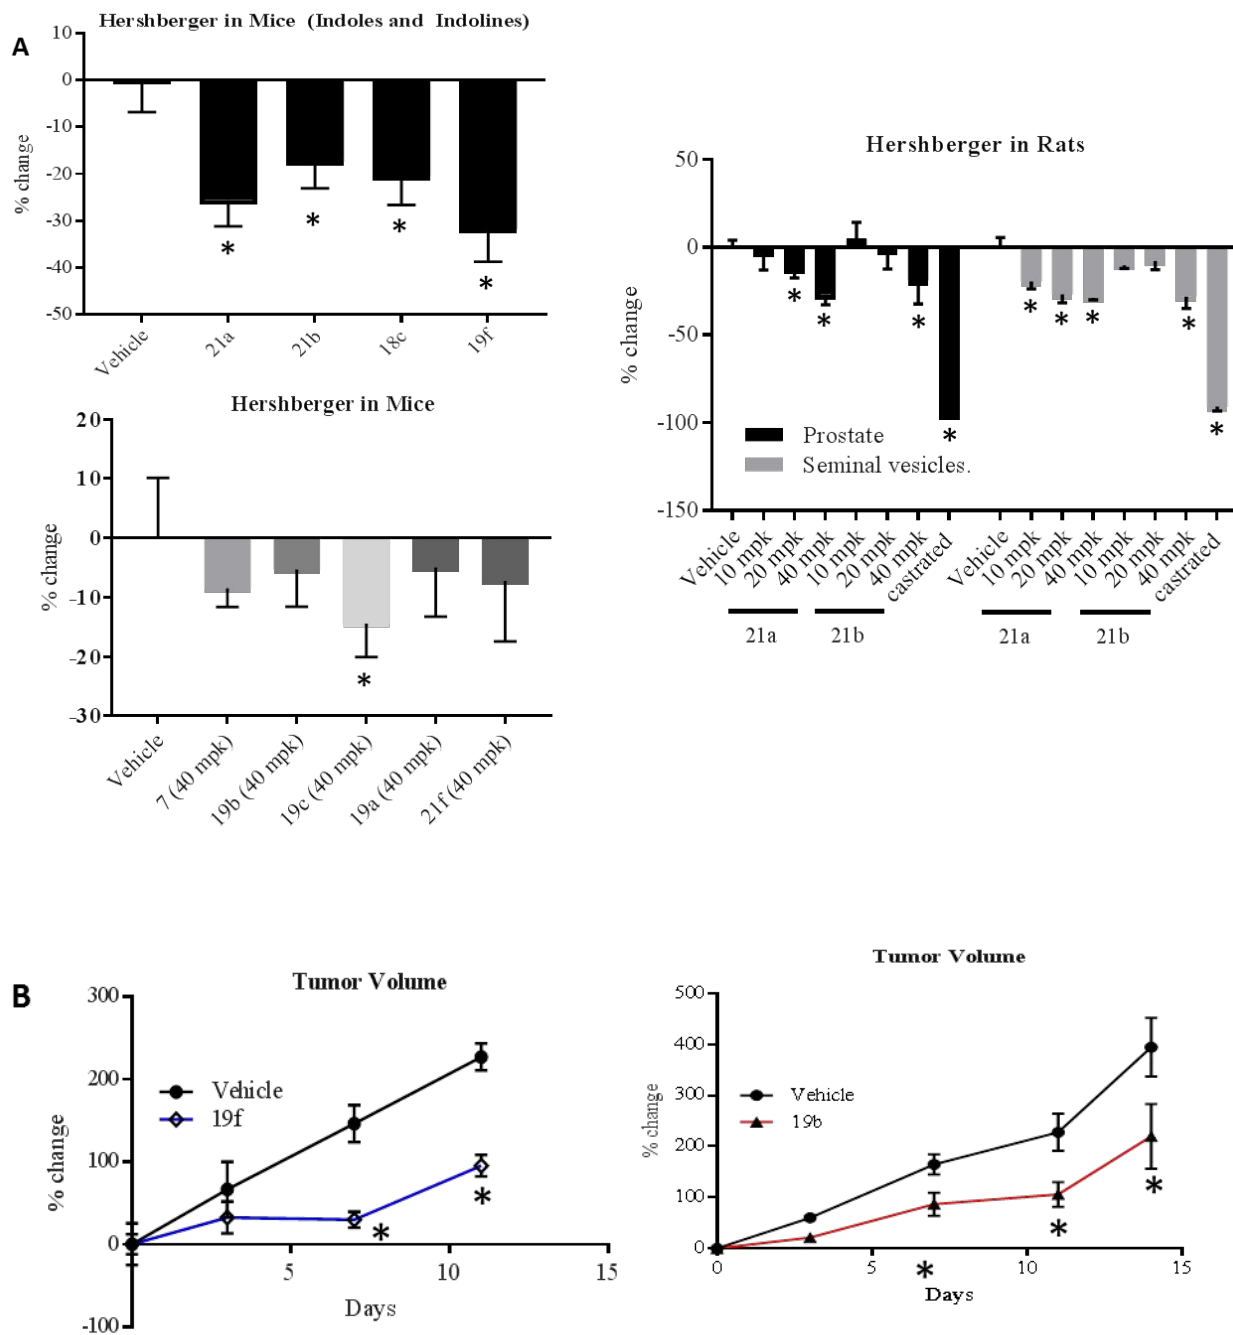 A
Hershberger in Mice (Indoles and Indolines)
% change
10
0
-10
-20
-30
-40
-50
*
*
*
*
Vehicle
21a
21b
18c
19f
Hershberger in Mice
% change
20
10
0
-10
-20
-30
*
Vehicle
7 (40 mpk)
19b (40 mpk)
19c (40 mpk)
19a (40 mpk)
21f (40 mpk)
Hershberger in Rats
% change
50
0
-50
-100
-150
*
*
*
*
*
*
*
*
*
Prostate
Seminal vesicles.
Vehicle
10 mpk
20 mpk
40 mpk
10 mpk
20 mpk
40 mpk
castrated
Vehicle
10 mpk
20 mpk
40 mpk
10 mpk
20 mpk
40 mpk
castrated
21a
21b
21a
21b
B
Tumor Volume
% change
300
200
100
0
-100
Vehicle
19f
*
*
5
10
15
Days
Tumor Volume
% change
500
400
300
200
100
0
Vehicle
19b
*
*
*
0
5
10
15
Days